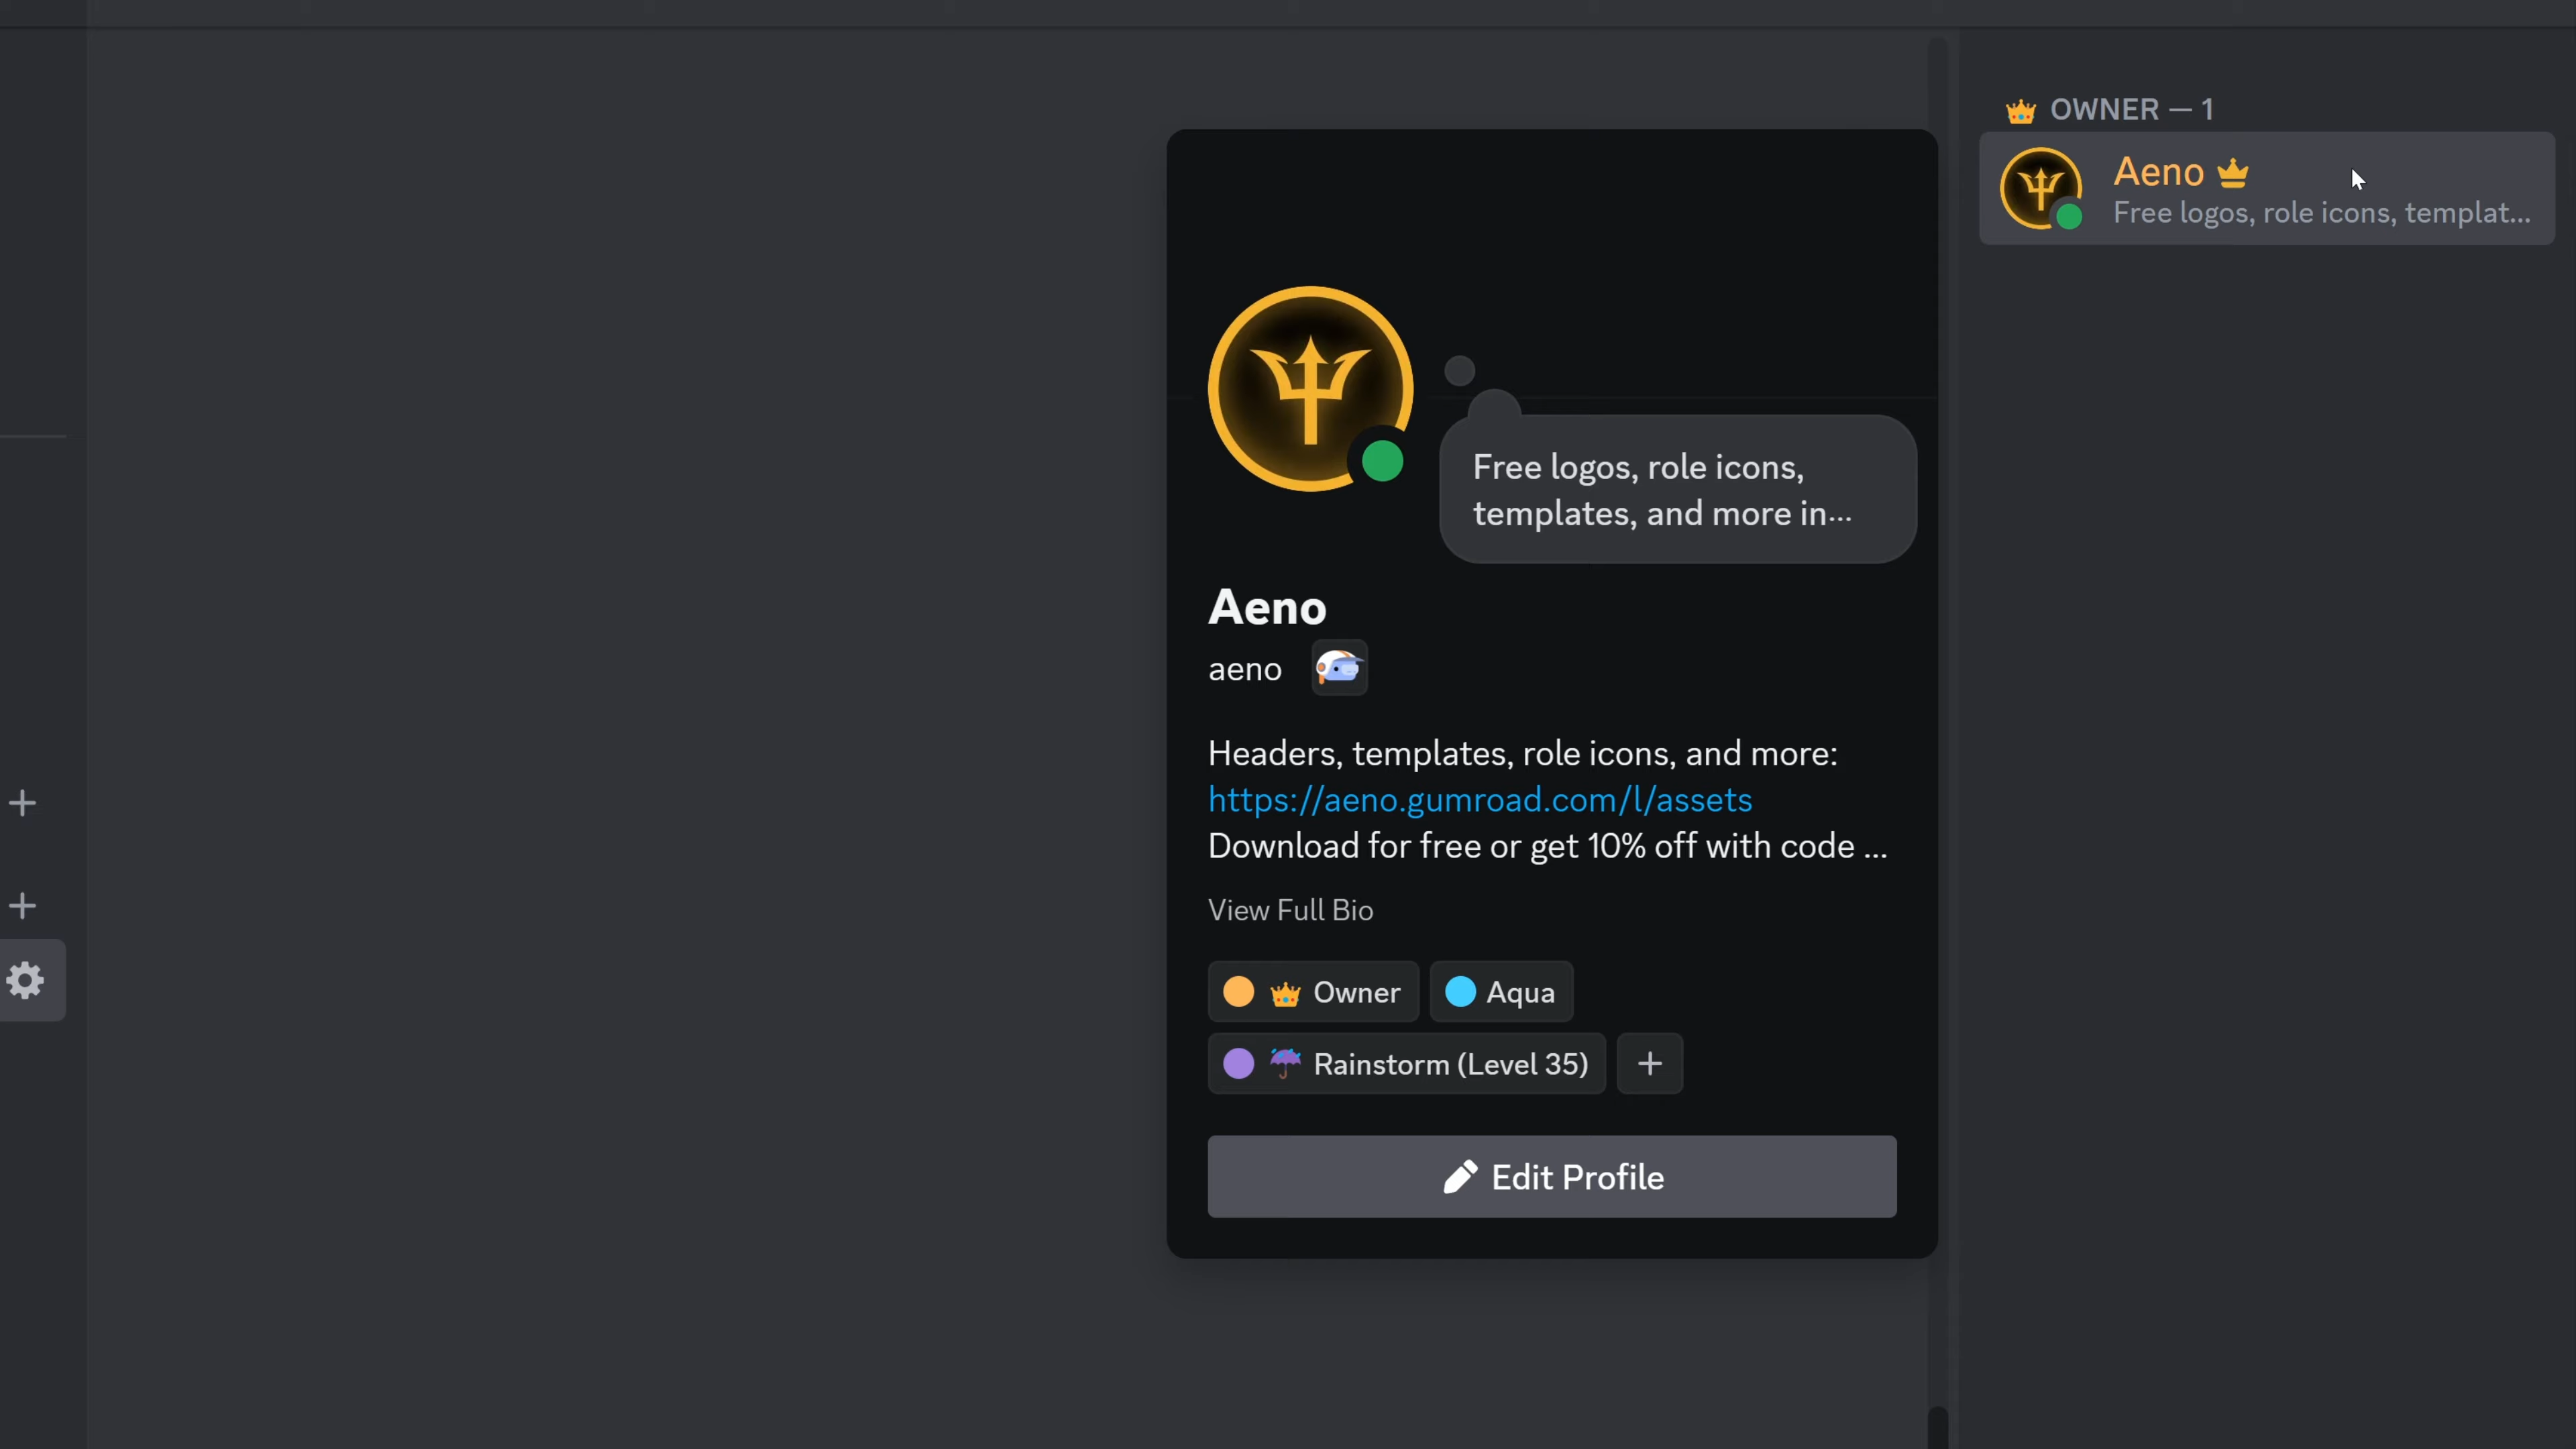 OWNER — 1
Aeno
Free logos, role icons, templat...
Free logos, role icons,
templates, and more in...
Aeno
aeno
Headers, templates, role icons, and more:
https://aeno.gumroad.com/l/assets
Download for free or get 10% off with code ...
View Full Bio
Owner
Aqua
Rainstorm (Level 35)
Edit Profile